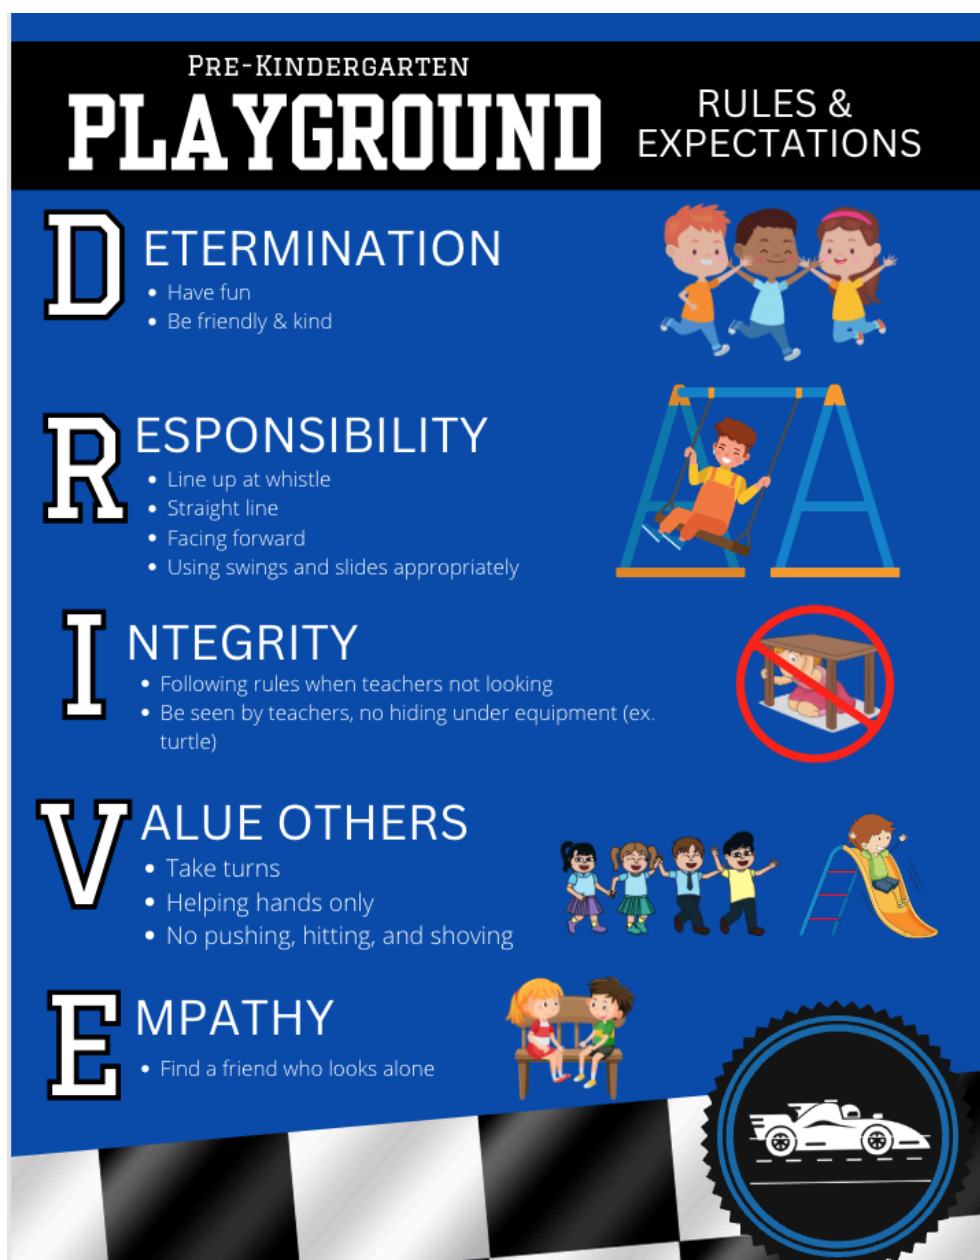 PRE-KINDERGARTEN
PLAYGROUND
RULES &
EXPECTATIONS
DETERMINATION
• Have fun
• Be friendly & kind
RESPONSIBILITY
• Line up at whistle
• Straight line
• Facing forward
• Using swings and slides appropriately
INTEGRITY
• Following rules when teachers not looking
• Be seen by teachers, no hiding under equipment (ex.
turtle)
VALUE OTHERS
• Take turns
• Helping hands only
• No pushing, hitting, and shoving
EMPATHY
• Find a friend who looks alone